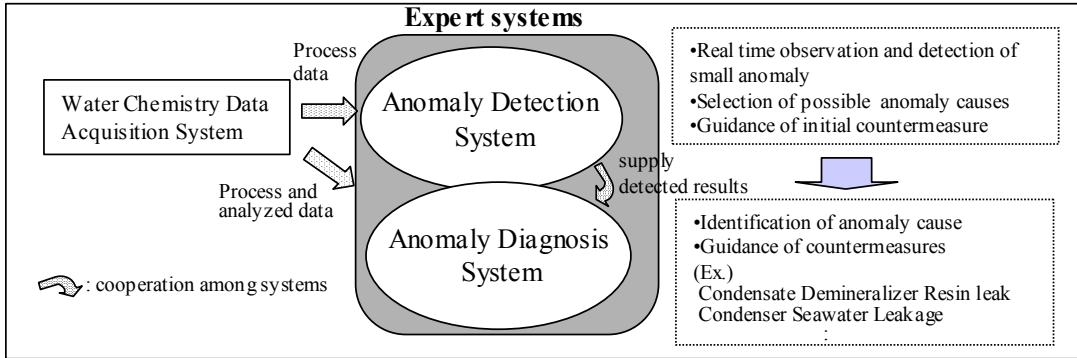 Expert systems
Process
data
Water Chemistry Data
Acquisition System
Anomaly Detection
System
Process and
analyzed data
supply
detected results
Anomaly Diagnosis
System
: cooperation among systems
•Real time observation and detection of
small anomaly
•Selection of possible anomaly causes
•Guidance of initial countermeasure
•Identification of anomaly cause
•Guidance of countermeasures
(Ex.)
Condensate Demineralizer Resin leak
Condenser Seawater Leakage
: